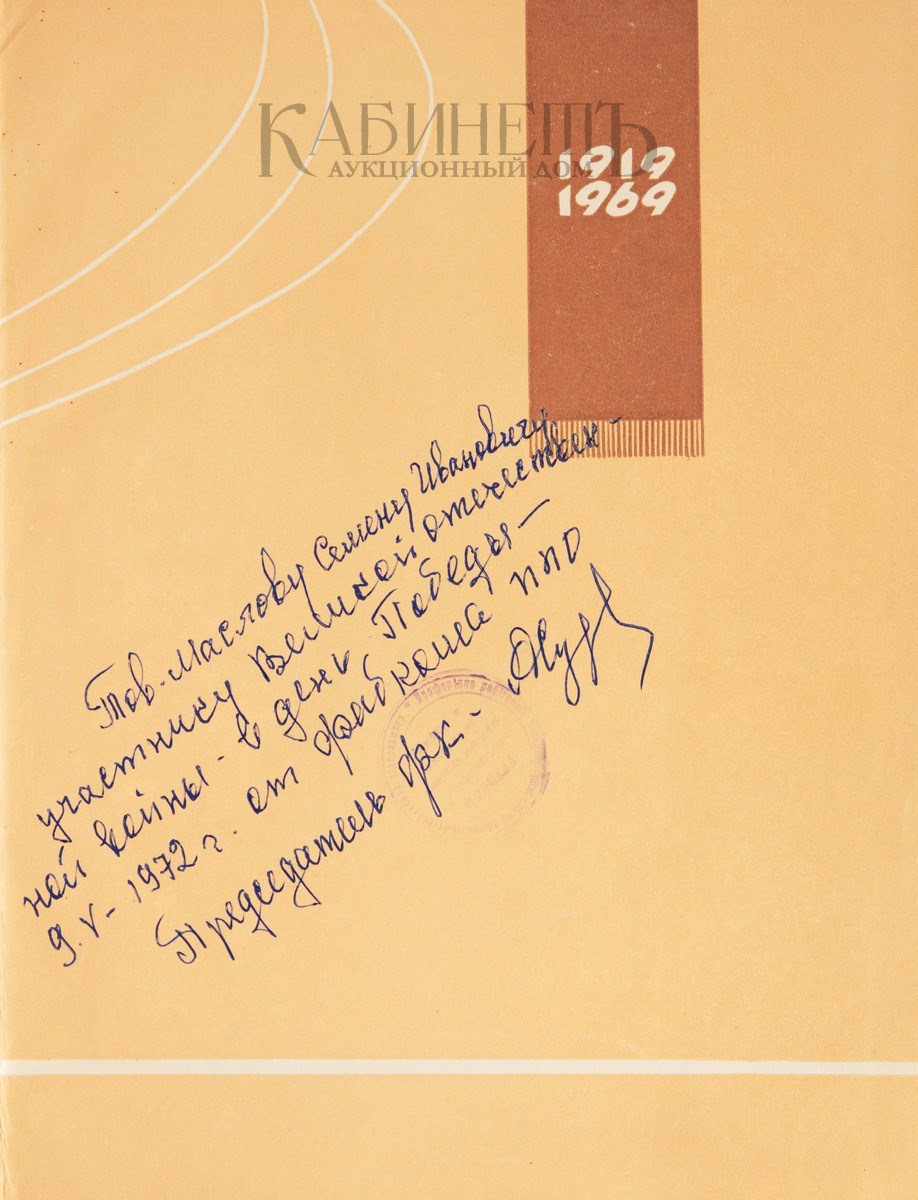 КАБИНЕТЪ
АУКЦИОННЫЙ ДОМ
1919
1969
Тов. Маслову Семену Ивановичу
участнику Великой отечествен-
ной войны - в день Победы -
9.V - 1972 г. от фабкома ППО
Председатель фк -